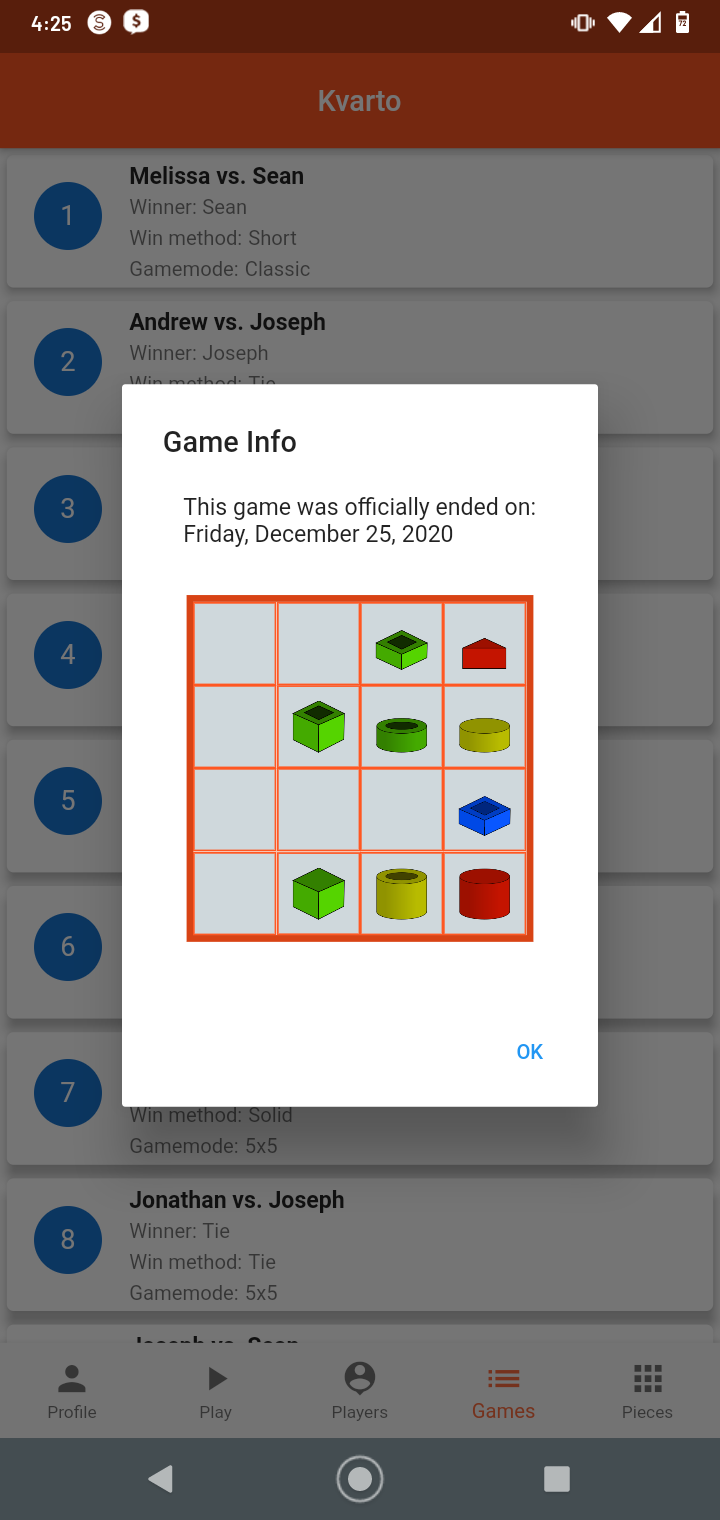 4:25
72
Kvarto
1
Melissa vs. Sean
Winner: Sean
Win method: Short
Gamemode: Classic
2
Andrew vs. Joseph
Winner: Joseph
Win method: Tie
3
4
5
6
7
Game Info
This game was officially ended on:
Friday, December 25, 2020
OK
Win method: Solid
Gamemode: 5x5
8
Jonathan vs. Joseph
Winner: Tie
Win method: Tie
Gamemode: 5x5
Joseph vs. Sean
Profile
Play
Players
Games
Pieces